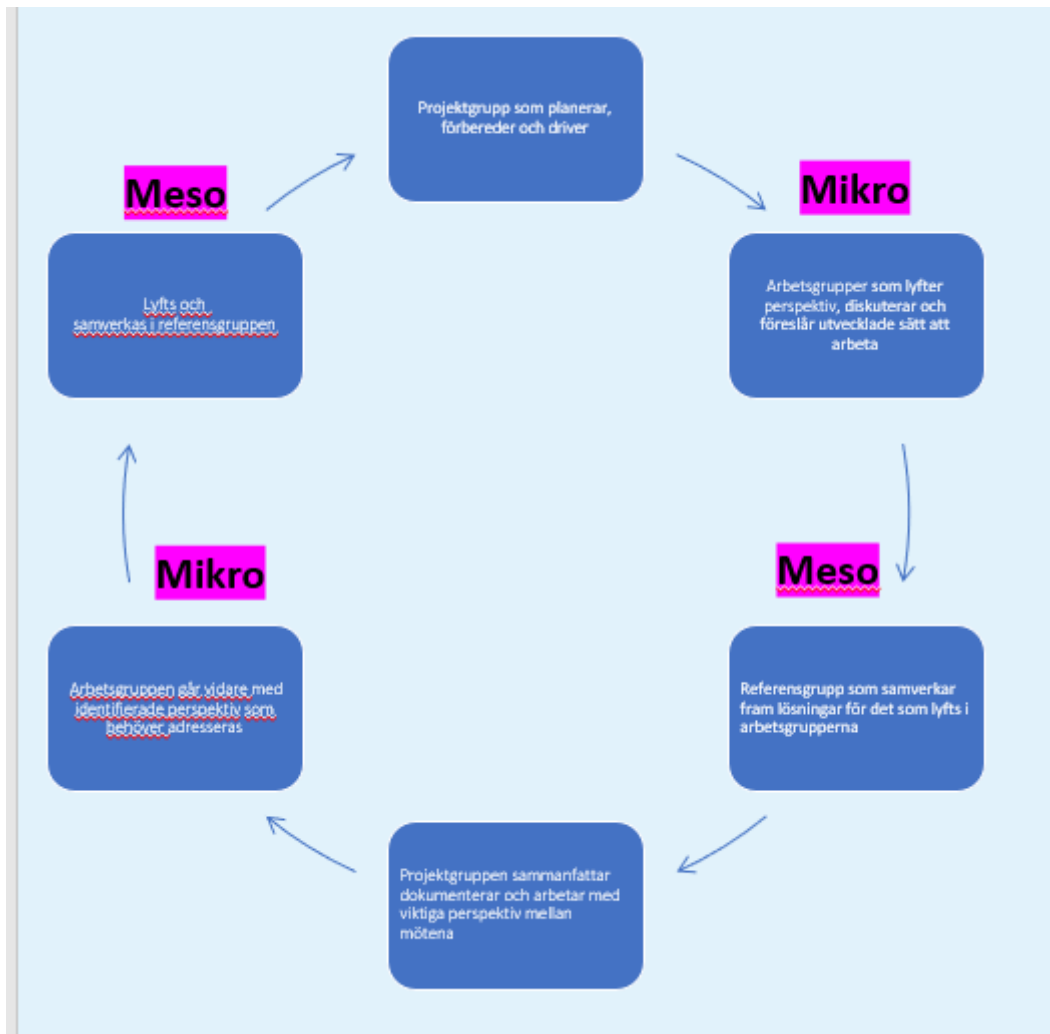 Projektgrupp som planerar,
förbereder och driver
Mikro
Arbetsgrupper som lyfter
perspektiv, diskuterar och
föreslår utvecklade sätt att
arbeta
Meso
Referensgrupp som samverkar
fram lösningar för det som lyfts i
arbetsgrupperna
Projektgruppen sammanfattar
dokumenterar och arbetar med
viktiga perspektiv mellan
mötena
Mikro
Arbetsgruppen går vidare med
identifierade perspektiv som
behöver adresseras
Meso
Lyfts och
samverkas i referensgruppen